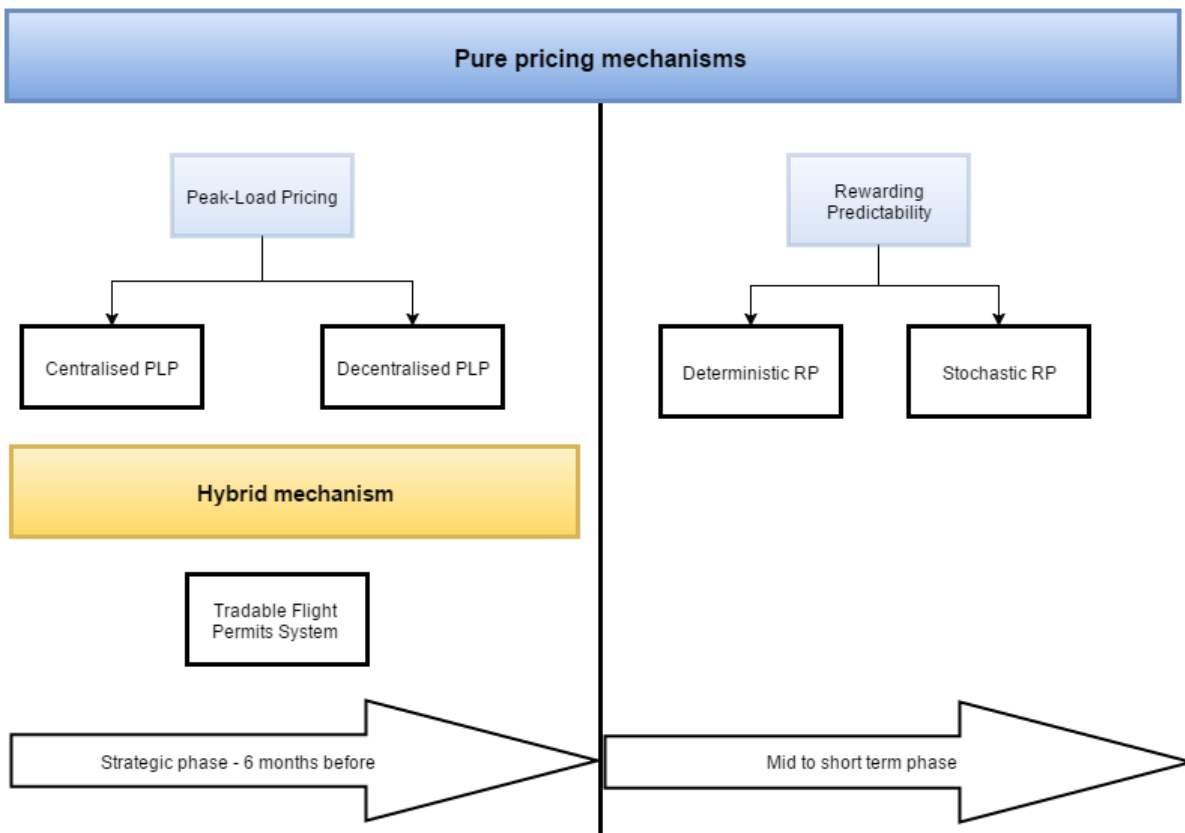 Pure pricing mechanisms
Peak-Load Pricing
Rewarding
Predictability
Centralised PLP
Decentralised PLP
Deterministic RP
Stochastic RP
Hybrid mechanism
Tradable Flight
Permits System
Strategic phase - 6 months before
Mid to short term phase